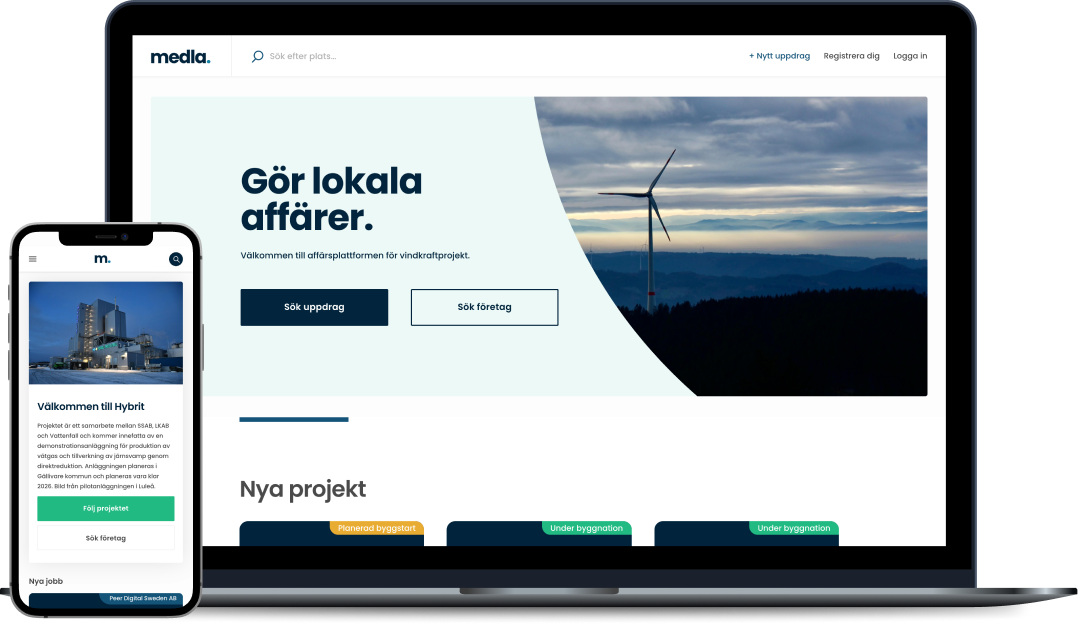 medla.
Sök efter plats...
+ Nytt uppdrag
Registrera dig
Logga in
Gör lokala
affärer.
Välkommen till affärsplattformen för vindkraftprojekt.
Sök uppdrag
Sök företag
Nya projekt
Planerad byggstart
Under byggnation
Under byggnation
m.
Välkommen till Hybrit
Projektet är ett samarbete mellan SSAB, LKAB
och Vattenfall och kommer innefatta av en
demonstrationsanläggning för produktion av
vätgas och tillverkning av järnsvamp genom
direktreduktion. Anläggningen planeras i
Gällivare kommun och planeras vara klar
2026. Bild från pilotanläggningen i Luleå.
Följ projektet
Sök företag
Nya jobb
Peer Digital Sweden AB